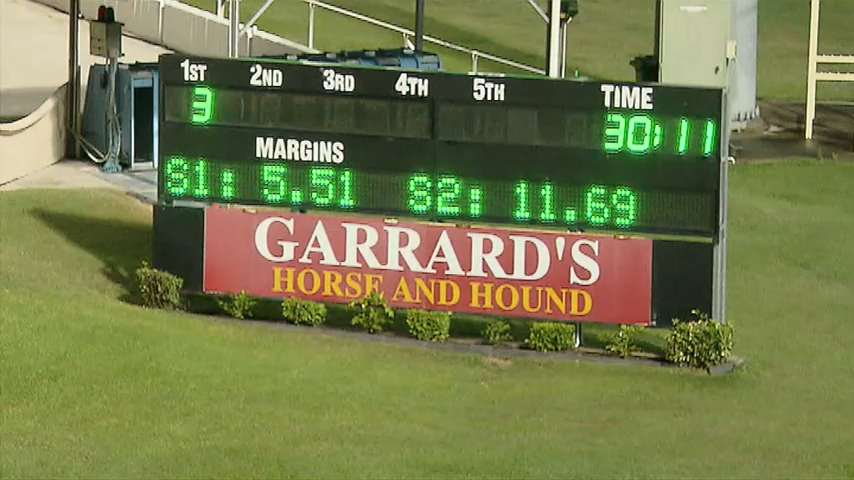 1ST 2ND 3RD 4TH 5TH TIME
3 30:11
MARGINS
S1: 5.51 S2: 11.69
GARRARD'S
HORSE AND HOUND